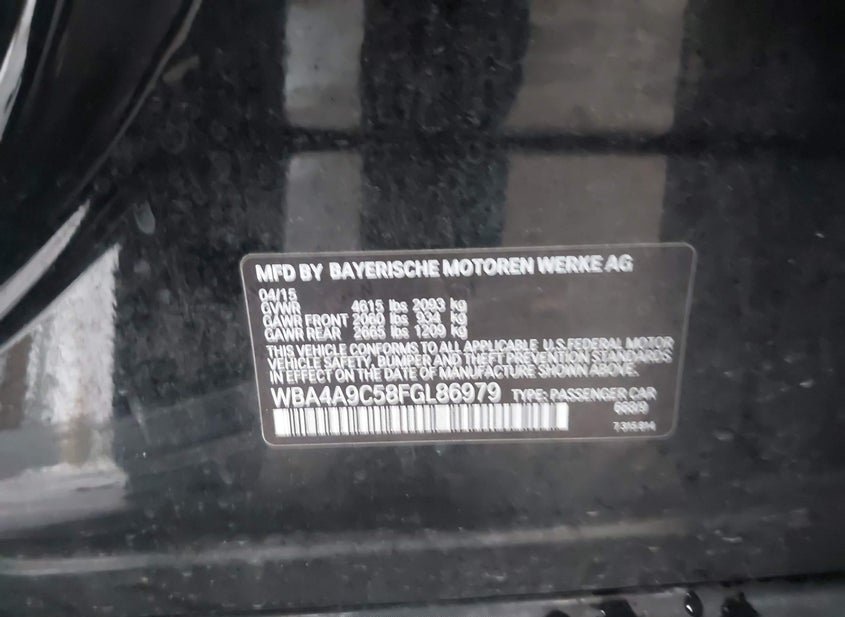 MFD BY BAYERISCHE MOTOREN WERKE AG
04/15
GVWR 4615 lbs 2093 kg
GAWR FRONT 2060 lbs 934 kg
GAWR REAR 2665 lbs 1209 kg
THIS VEHICLE CONFORMS TO ALL APPLICABLE U.S. FEDERAL MOTOR
VEHICLE SAFETY, BUMPER AND THEFT PREVENTION STANDARDS
IN EFFECT ON THE DATE OF MANUFACTURE SHOWN ABOVE.
WBA4A9C58FGL86979 TYPE: PASSENGER CAR